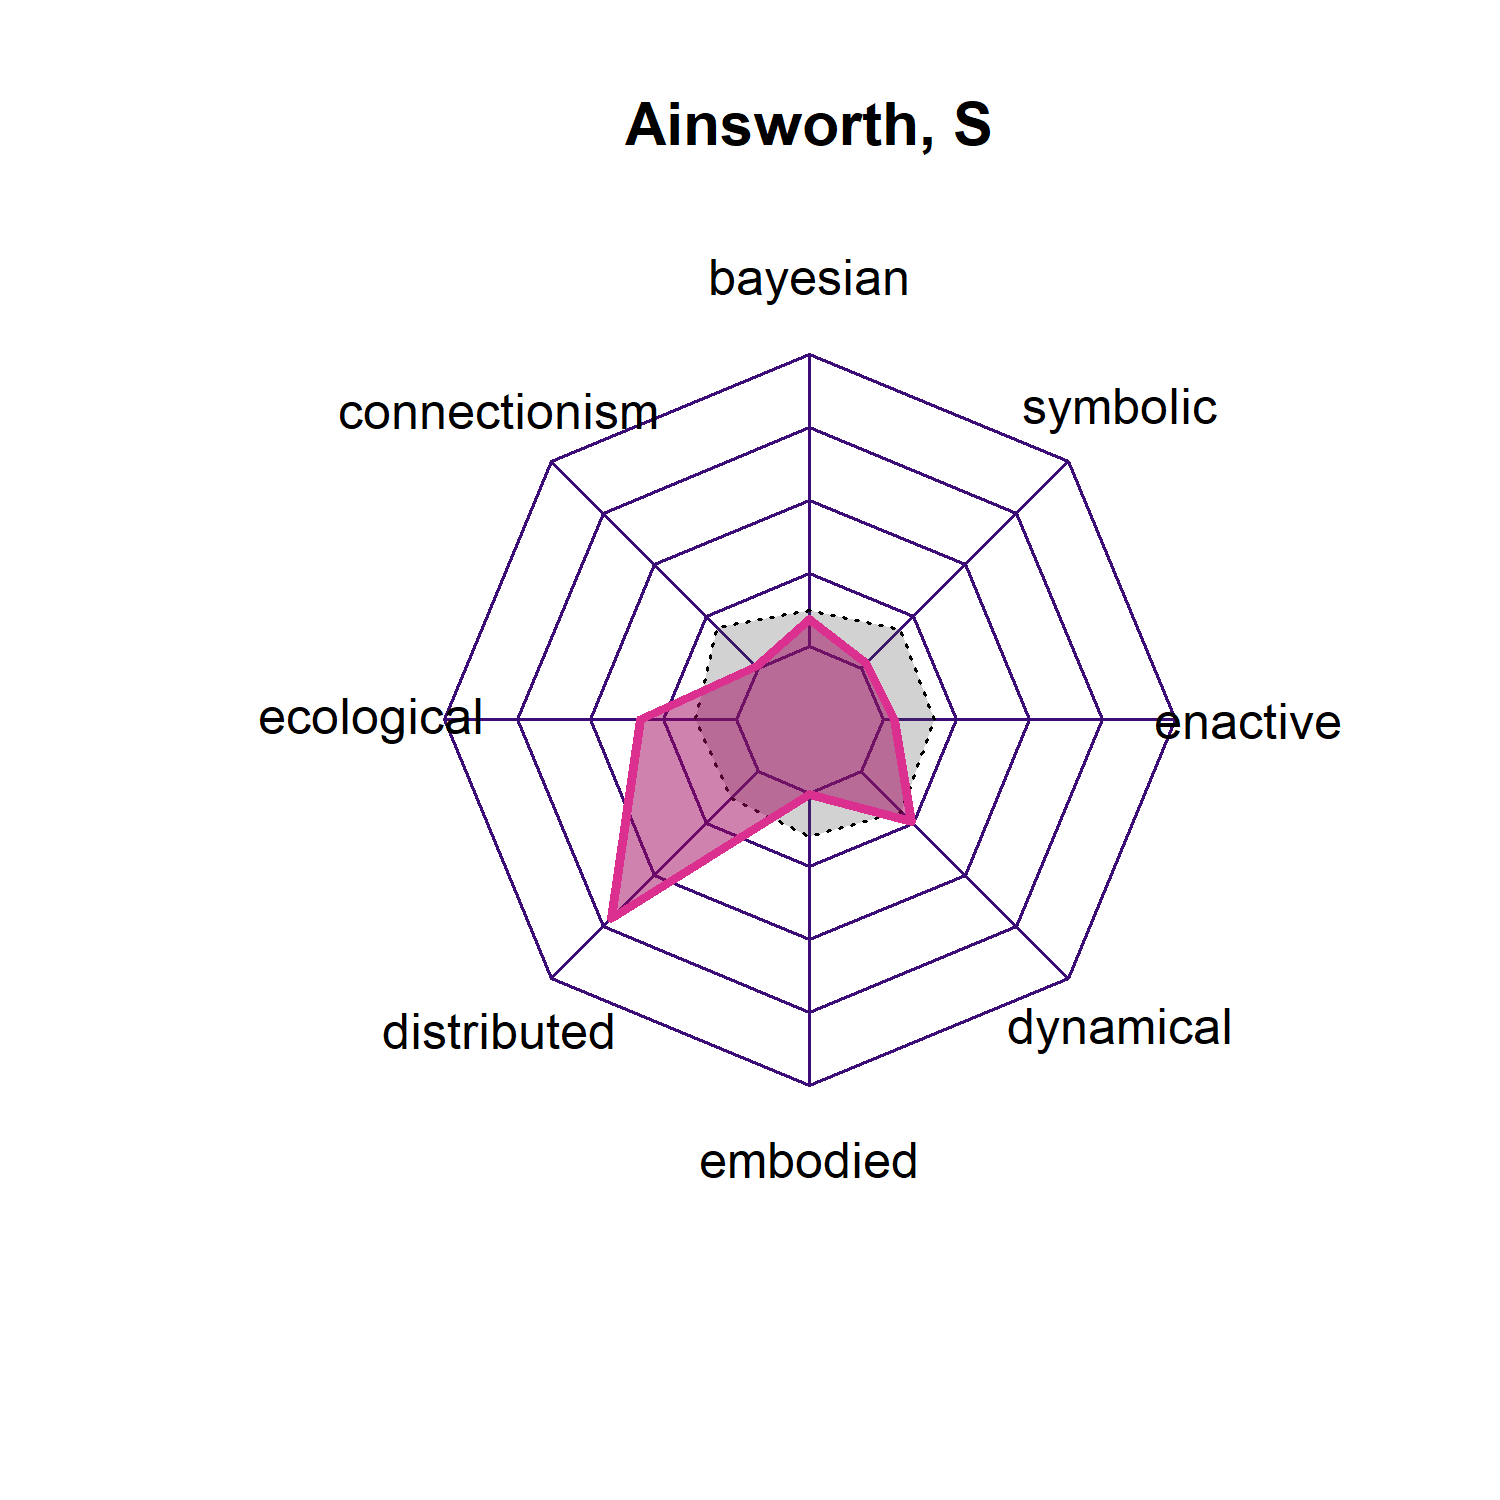 Ainsworth, S
bayesian
connectionism
symbolic
ecological
enactive
distributed
dynamical
embodied